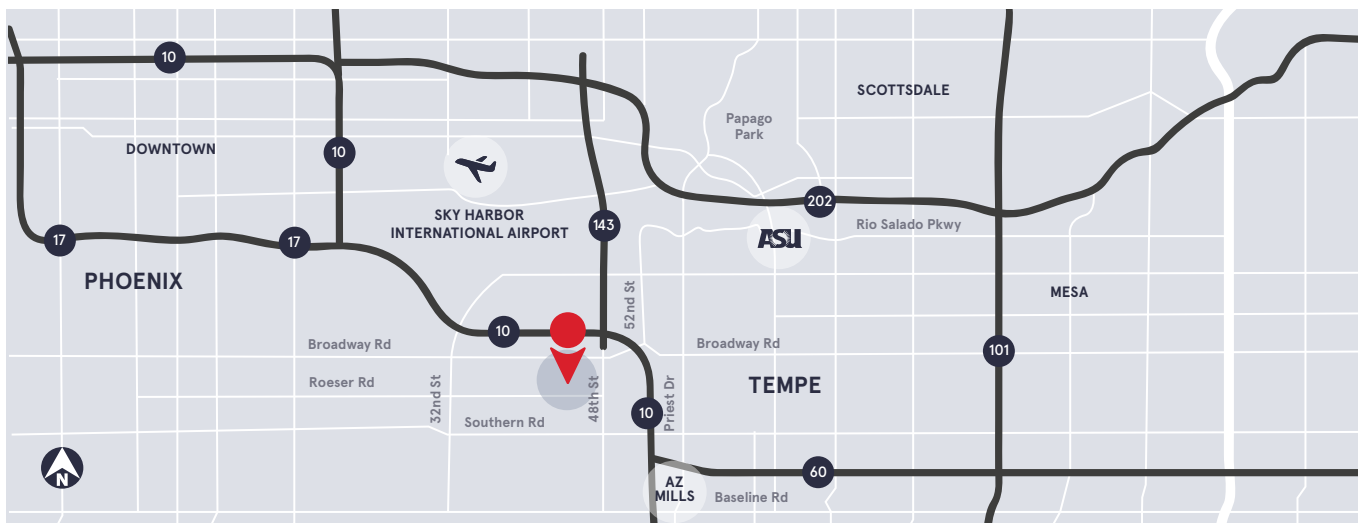 10
SCOTTSDALE
Papago
Park
DOWNTOWN
10
202
SKY HARBOR
INTERNATIONAL AIRPORT
143
Rio Salado Pkwy
ASU
17
17
PHOENIX
MESA
52nd St
10
Broadway Rd
Broadway Rd
101
Roeser Rd
TEMPE
32nd St
48th St
Priest Dr
10
Southern Rd
N
60
AZ
MILLS
Baseline Rd